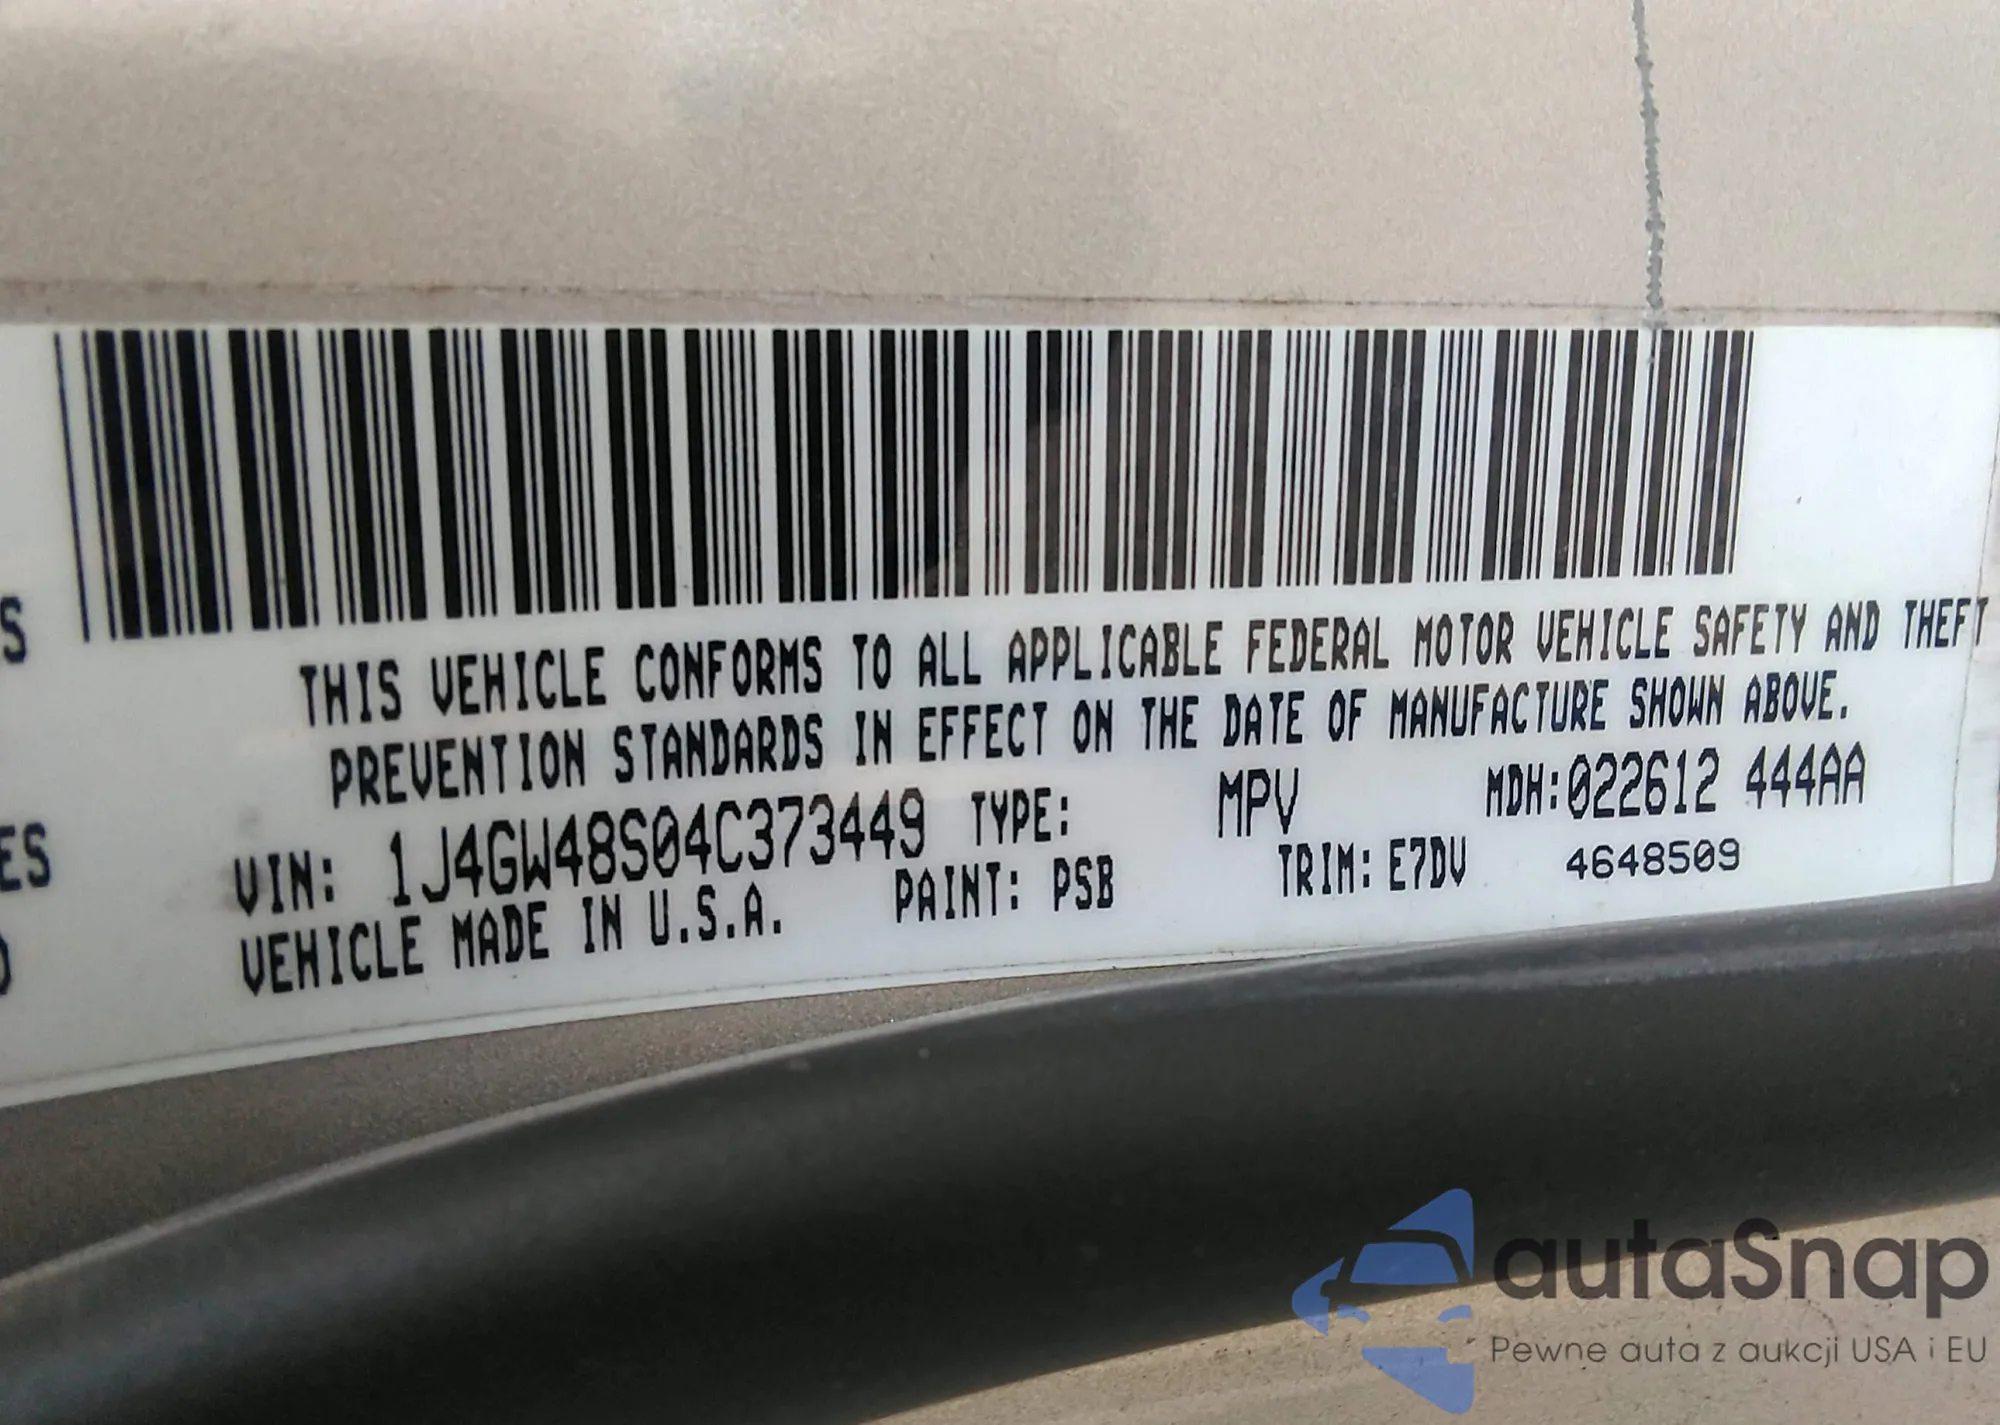 S
THIS VEHICLE CONFORMS TO ALL APPLICABLE FEDERAL MOTOR VEHICLE SAFETY AND THEFT
PREVENTION STANDARDS IN EFFECT ON THE DATE OF MANUFACTURE SHOWN ABOVE.
ES
VIN: 1J4GW48S04C373449 TYPE: MPV MDH:022612 444AA
VEHICLE MADE IN U.S.A. PAINT: PSB TRIM: E7DV 4648509
autaSnap
Pewne auta z aukcji USA i EU